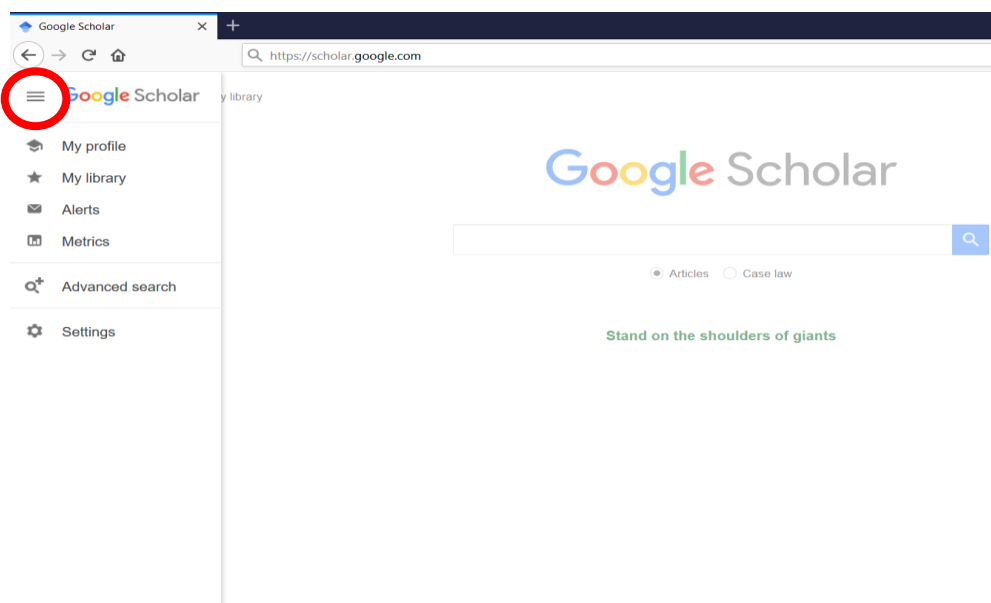 Google Scholar
https://scholar.google.com
Google Scholar
y library
My profile
My library
Alerts
Metrics
Advanced search
Settings
Google Scholar
Articles Case law
Stand on the shoulders of giants